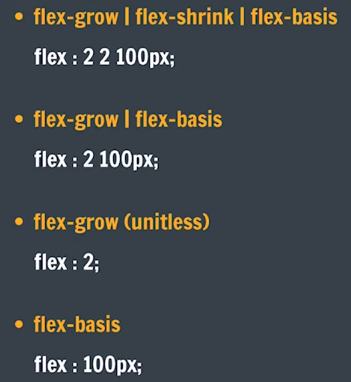 • flex-grow | flex-shrink | flex-basis
flex : 2 2 100px;
• flex-grow | flex-basis
flex : 2 100px;
• flex-grow (unitless)
flex : 2;
• flex-basis
flex : 100px;